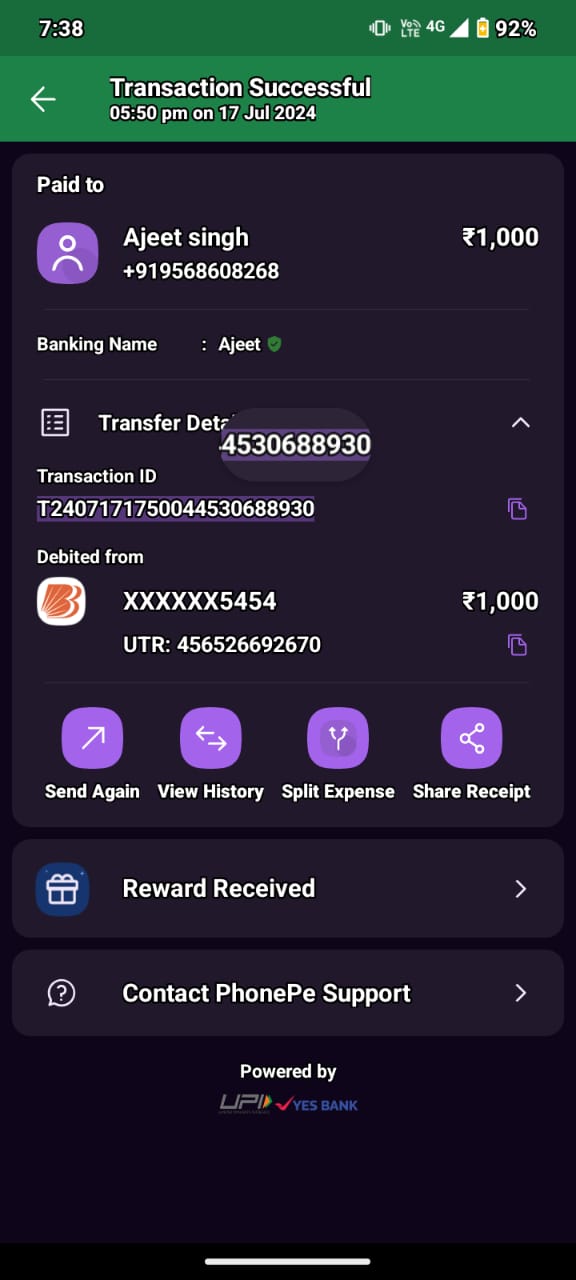 7:38
Vo)) LTE 4G 92%
Transaction Successful
05:50 pm on 17 Jul 2024
Paid to
Ajeet singh ₹1,000
+919568608268
Banking Name : Ajeet
Transfer Deta
4530688930
Transaction ID
T2407171750044530688930
Debited from
XXXXXX5454 ₹1,000
UTR: 456526692670
Send Again View History Split Expense Share Receipt
Reward Received
Contact PhonePe Support
Powered by
UPI YES BANK